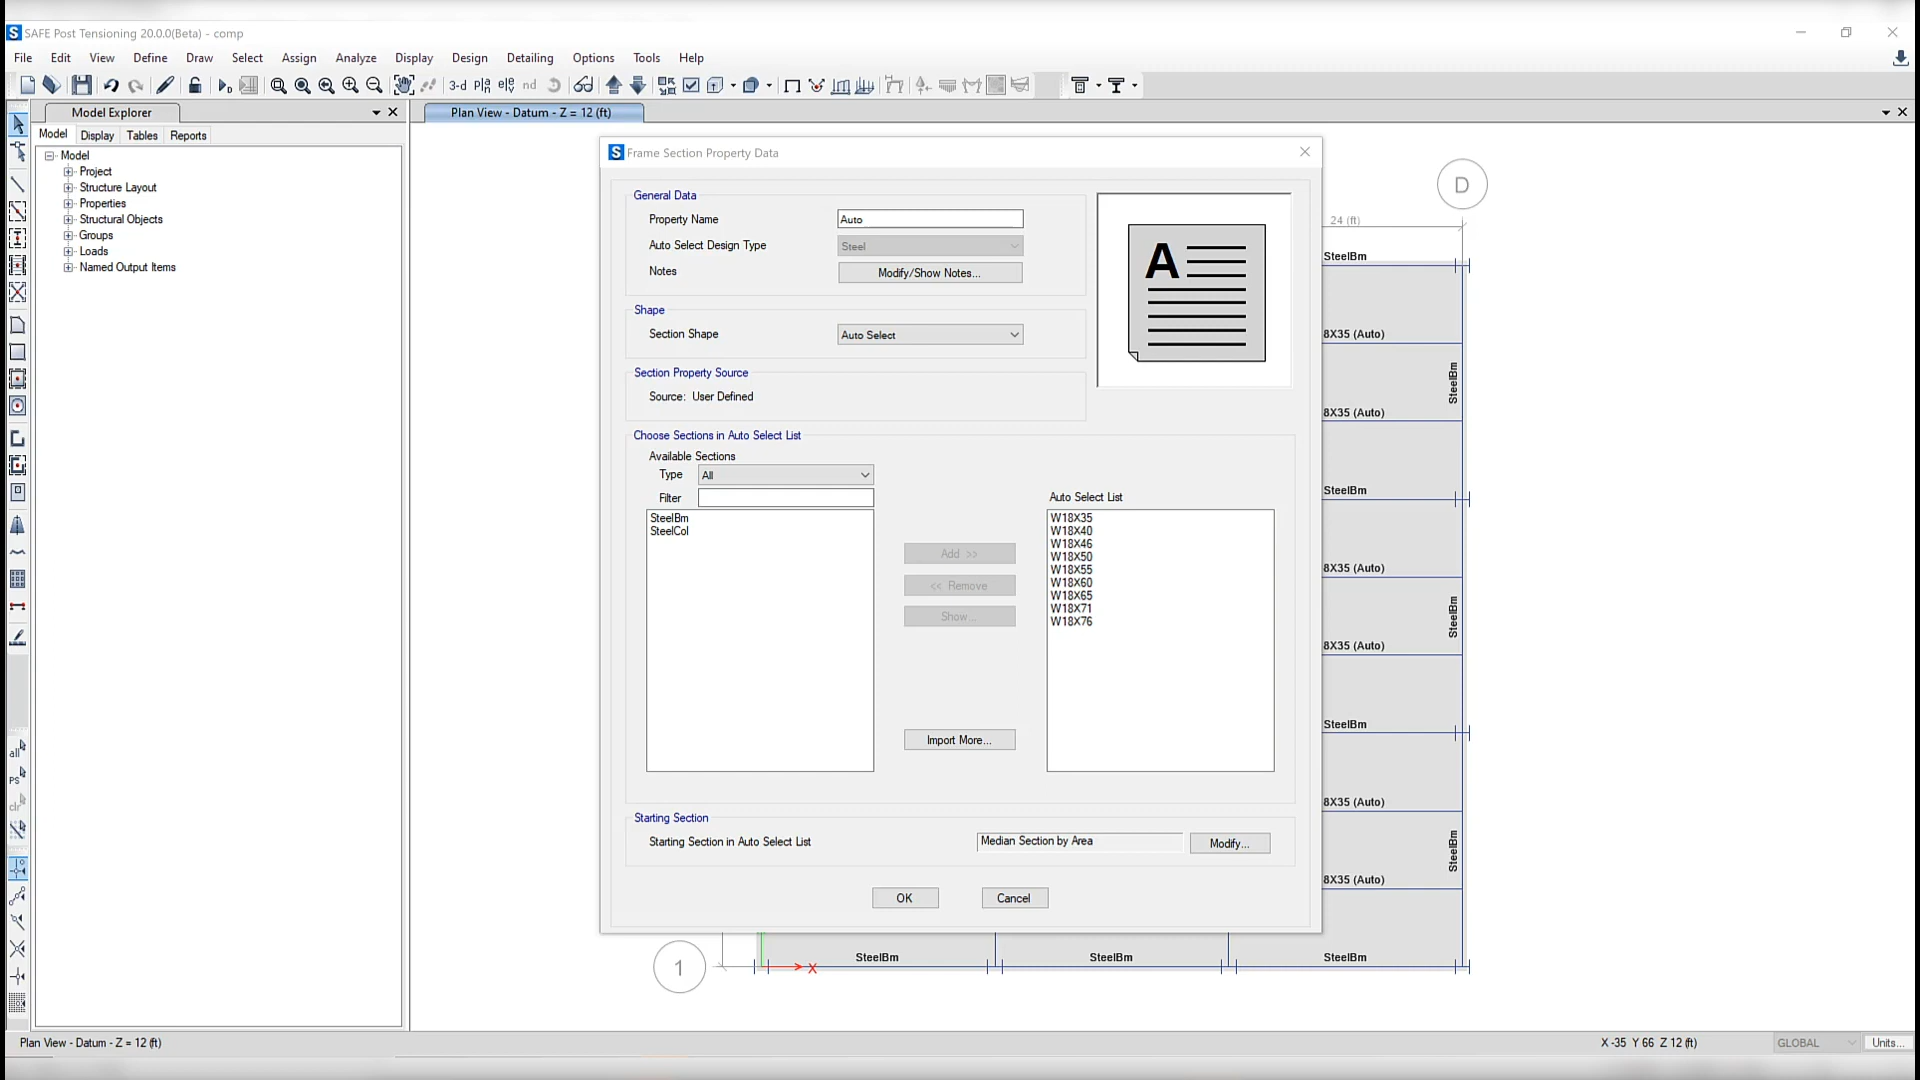 SAFE Post Tensioning 20.0.0(Beta) - comp
File Edit View Define Draw Select Assign Analyze Display Design Detailing Options Tools Help
3-d nd
Model Explorer
Plan View - Datum - Z = 12 (ft)
Model Display Tables Reports
Model
Project
Structure Layout
Properties
Structural Objects
Groups
Loads
Named Output Items
all
ps
clr
Frame Section Property Data
General Data
Property Name Auto
Auto Select Design Type Steel
Notes Modify/Show Notes...
A
Shape
Section Shape Auto Select
Section Property Source
Source: User Defined
Choose Sections in Auto Select List
Available Sections
Type All
Filter
SteelBm
SteelCol
Add >>
<< Remove
Show...
Import More...
Auto Select List
W18X35
W18X40
W18X46
W18X50
W18X55
W18X60
W18X65
W18X71
W18X76
Starting Section
Starting Section in Auto Select List Median Section by Area Modify...
OK Cancel
D
24 (ft)
SteelBm
8X35 (Auto)
SteelBm
8X35 (Auto)
SteelBm
8X35 (Auto)
SteelBm
8X35 (Auto)
SteelBm
8X35 (Auto)
SteelBm
8X35 (Auto)
SteelBm SteelBm SteelBm
1 X
Plan View - Datum - Z = 12 (ft)
X -35 Y 66 Z 12 (ft) GLOBAL Units...